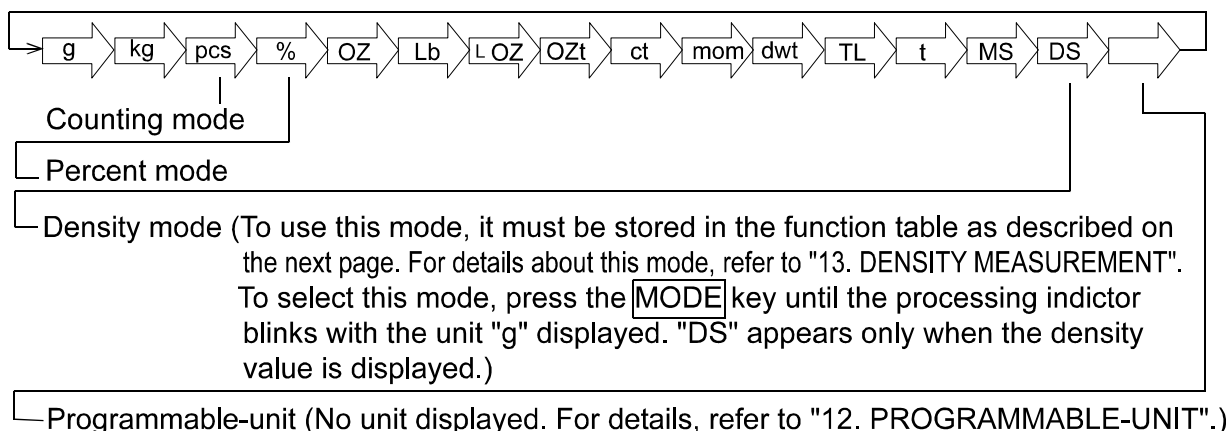 g kg pcs % OZ Lb L OZ OZt ct mom dwt TL t MS DS
Counting mode
Percent mode
Density mode (To use this mode, it must be stored in the function table as described on
the next page. For details about this mode, refer to "13. DENSITY MEASUREMENT".
To select this mode, press the MODE key until the processing indictor
blinks with the unit "g" displayed. "DS" appears only when the density
value is displayed.)
Programmable-unit (No unit displayed. For details, refer to "12. PROGRAMMABLE-UNIT".)